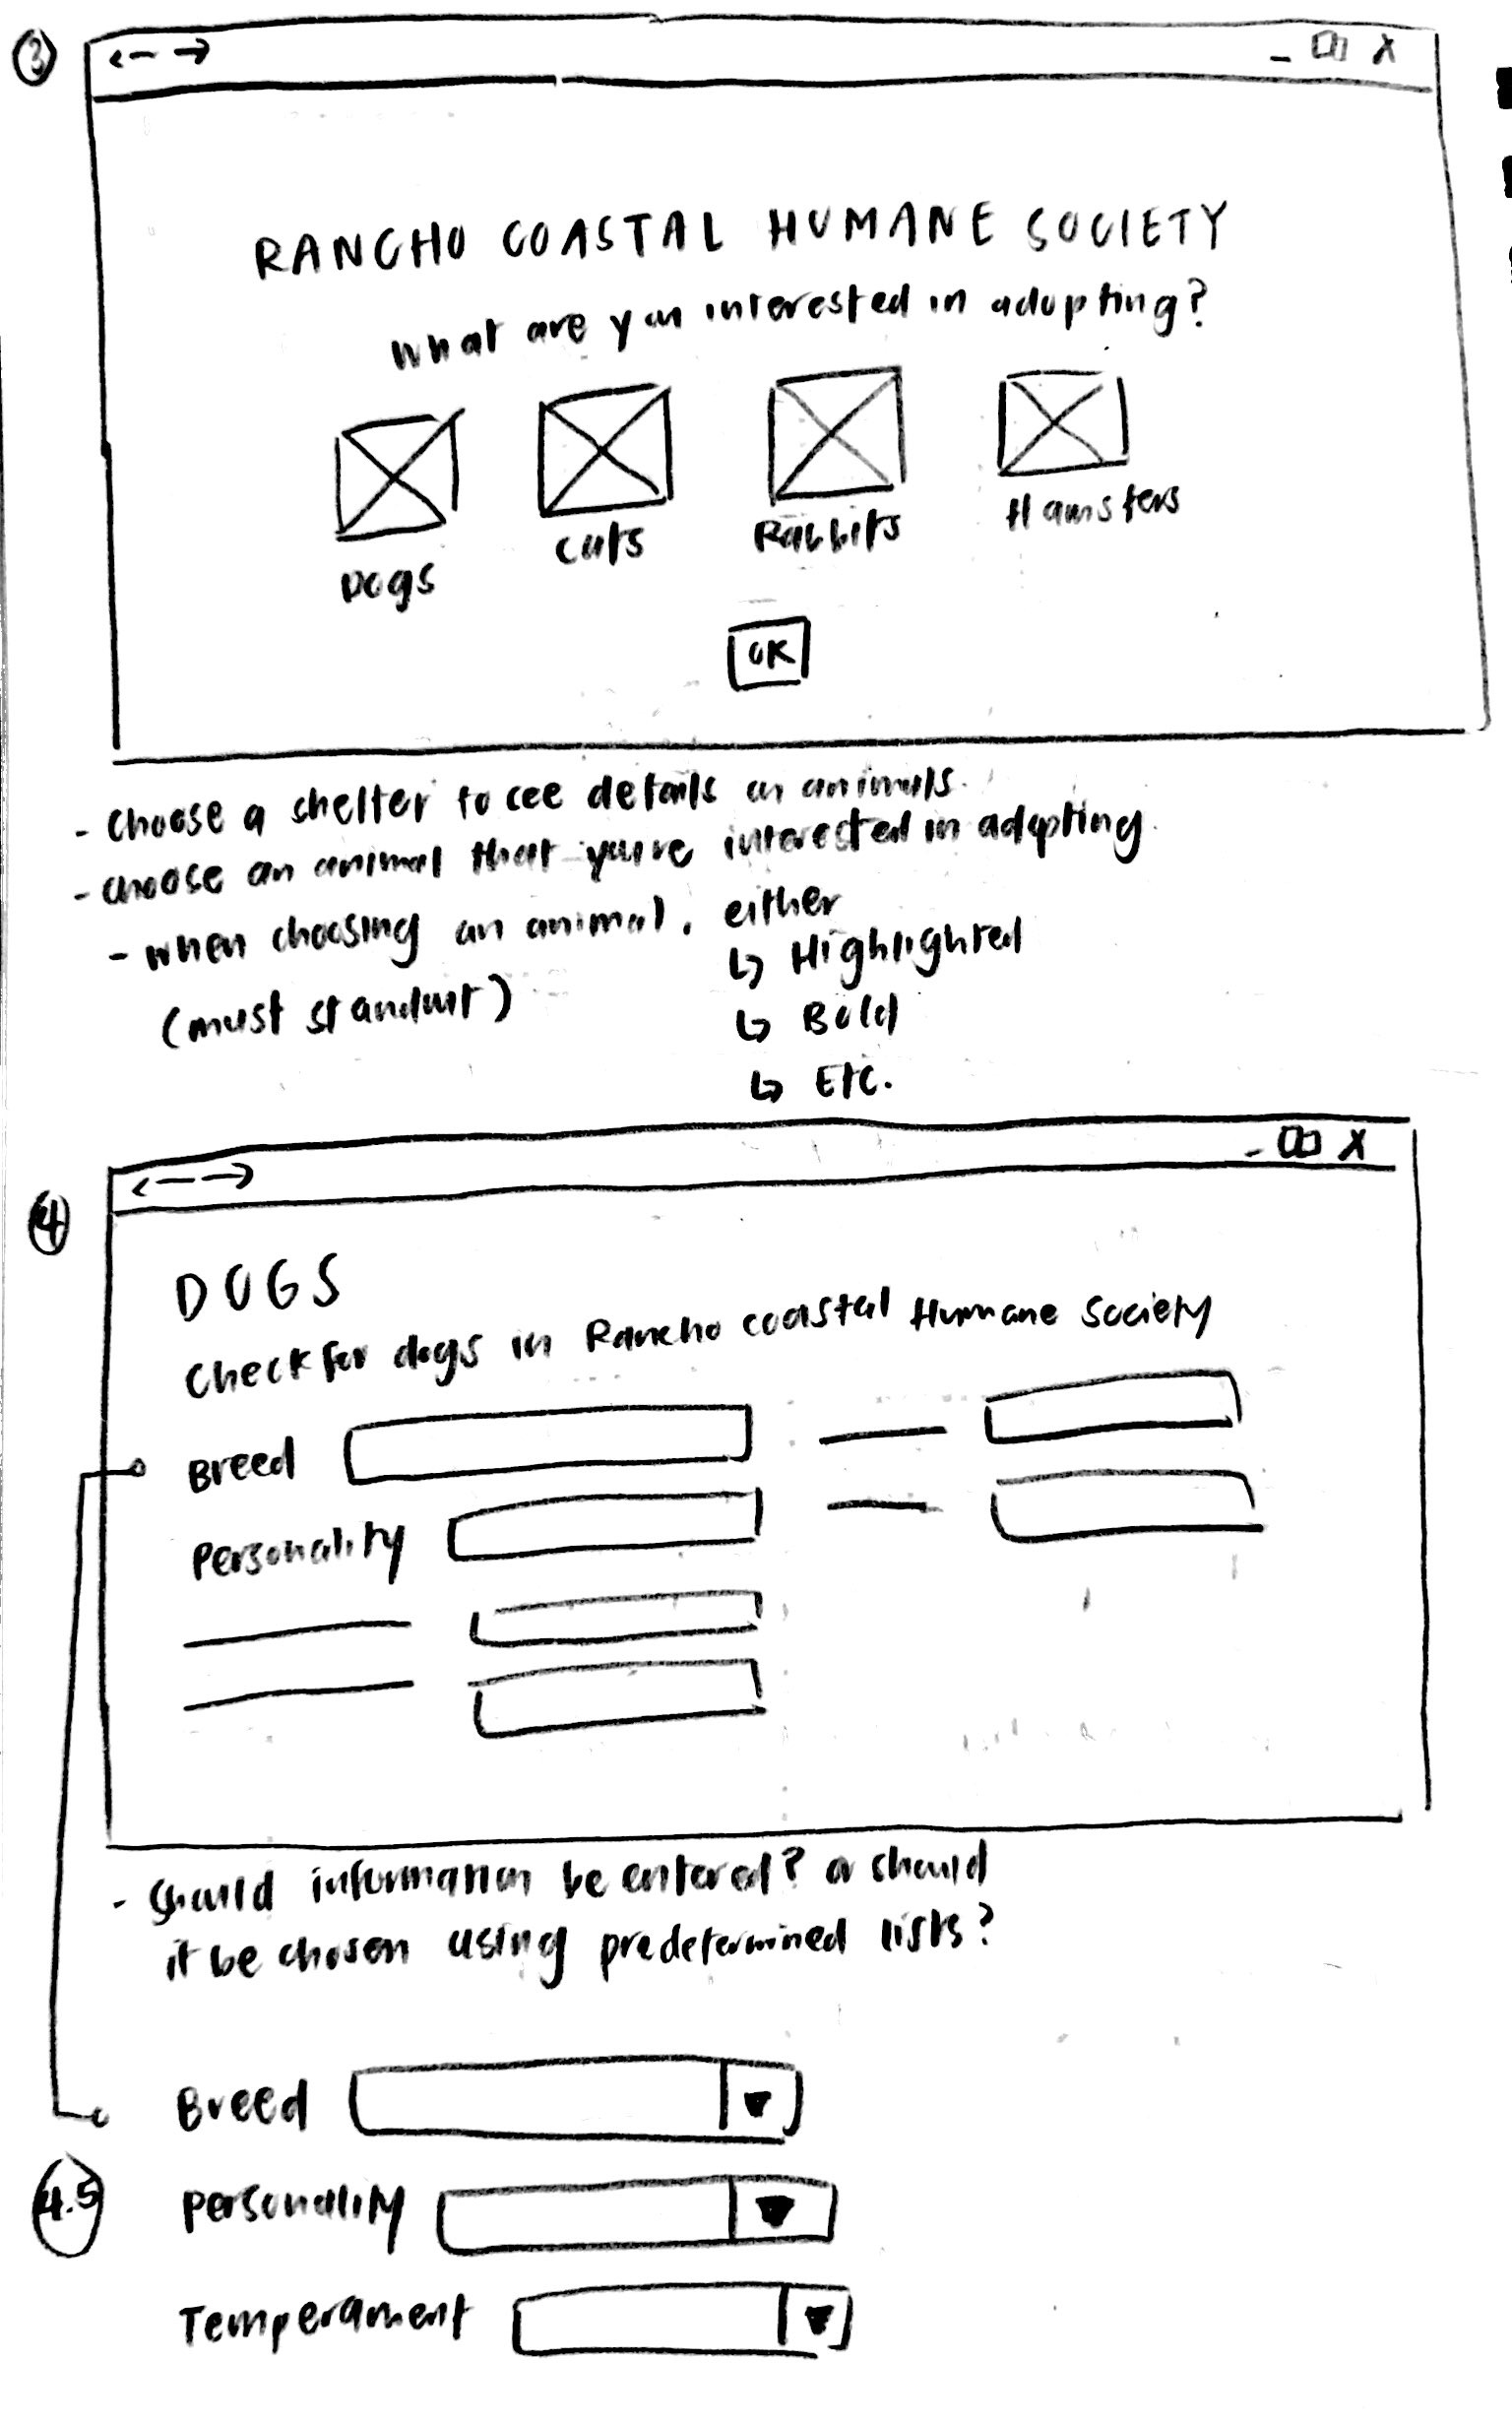 3
RANCHO COASTAL HUMANE SOCIETY
What are you interested in adopting?
Dogs
Cats
Rabbits
Hamsters
OK
- Choose a shelter to see details on animals.
- Choose an animal that you're interested in adopting.
- When choosing an animal, either
(must standout)
↳ Highlighted
↳ Bold
↳ Etc.
4
DOGS
Check for dogs in Rancho coastal Humane Society
Breed
Personality
- Should information be entered? or should
it be chosen using predetermined lists?
Breed
4.5
Personality
Temperament